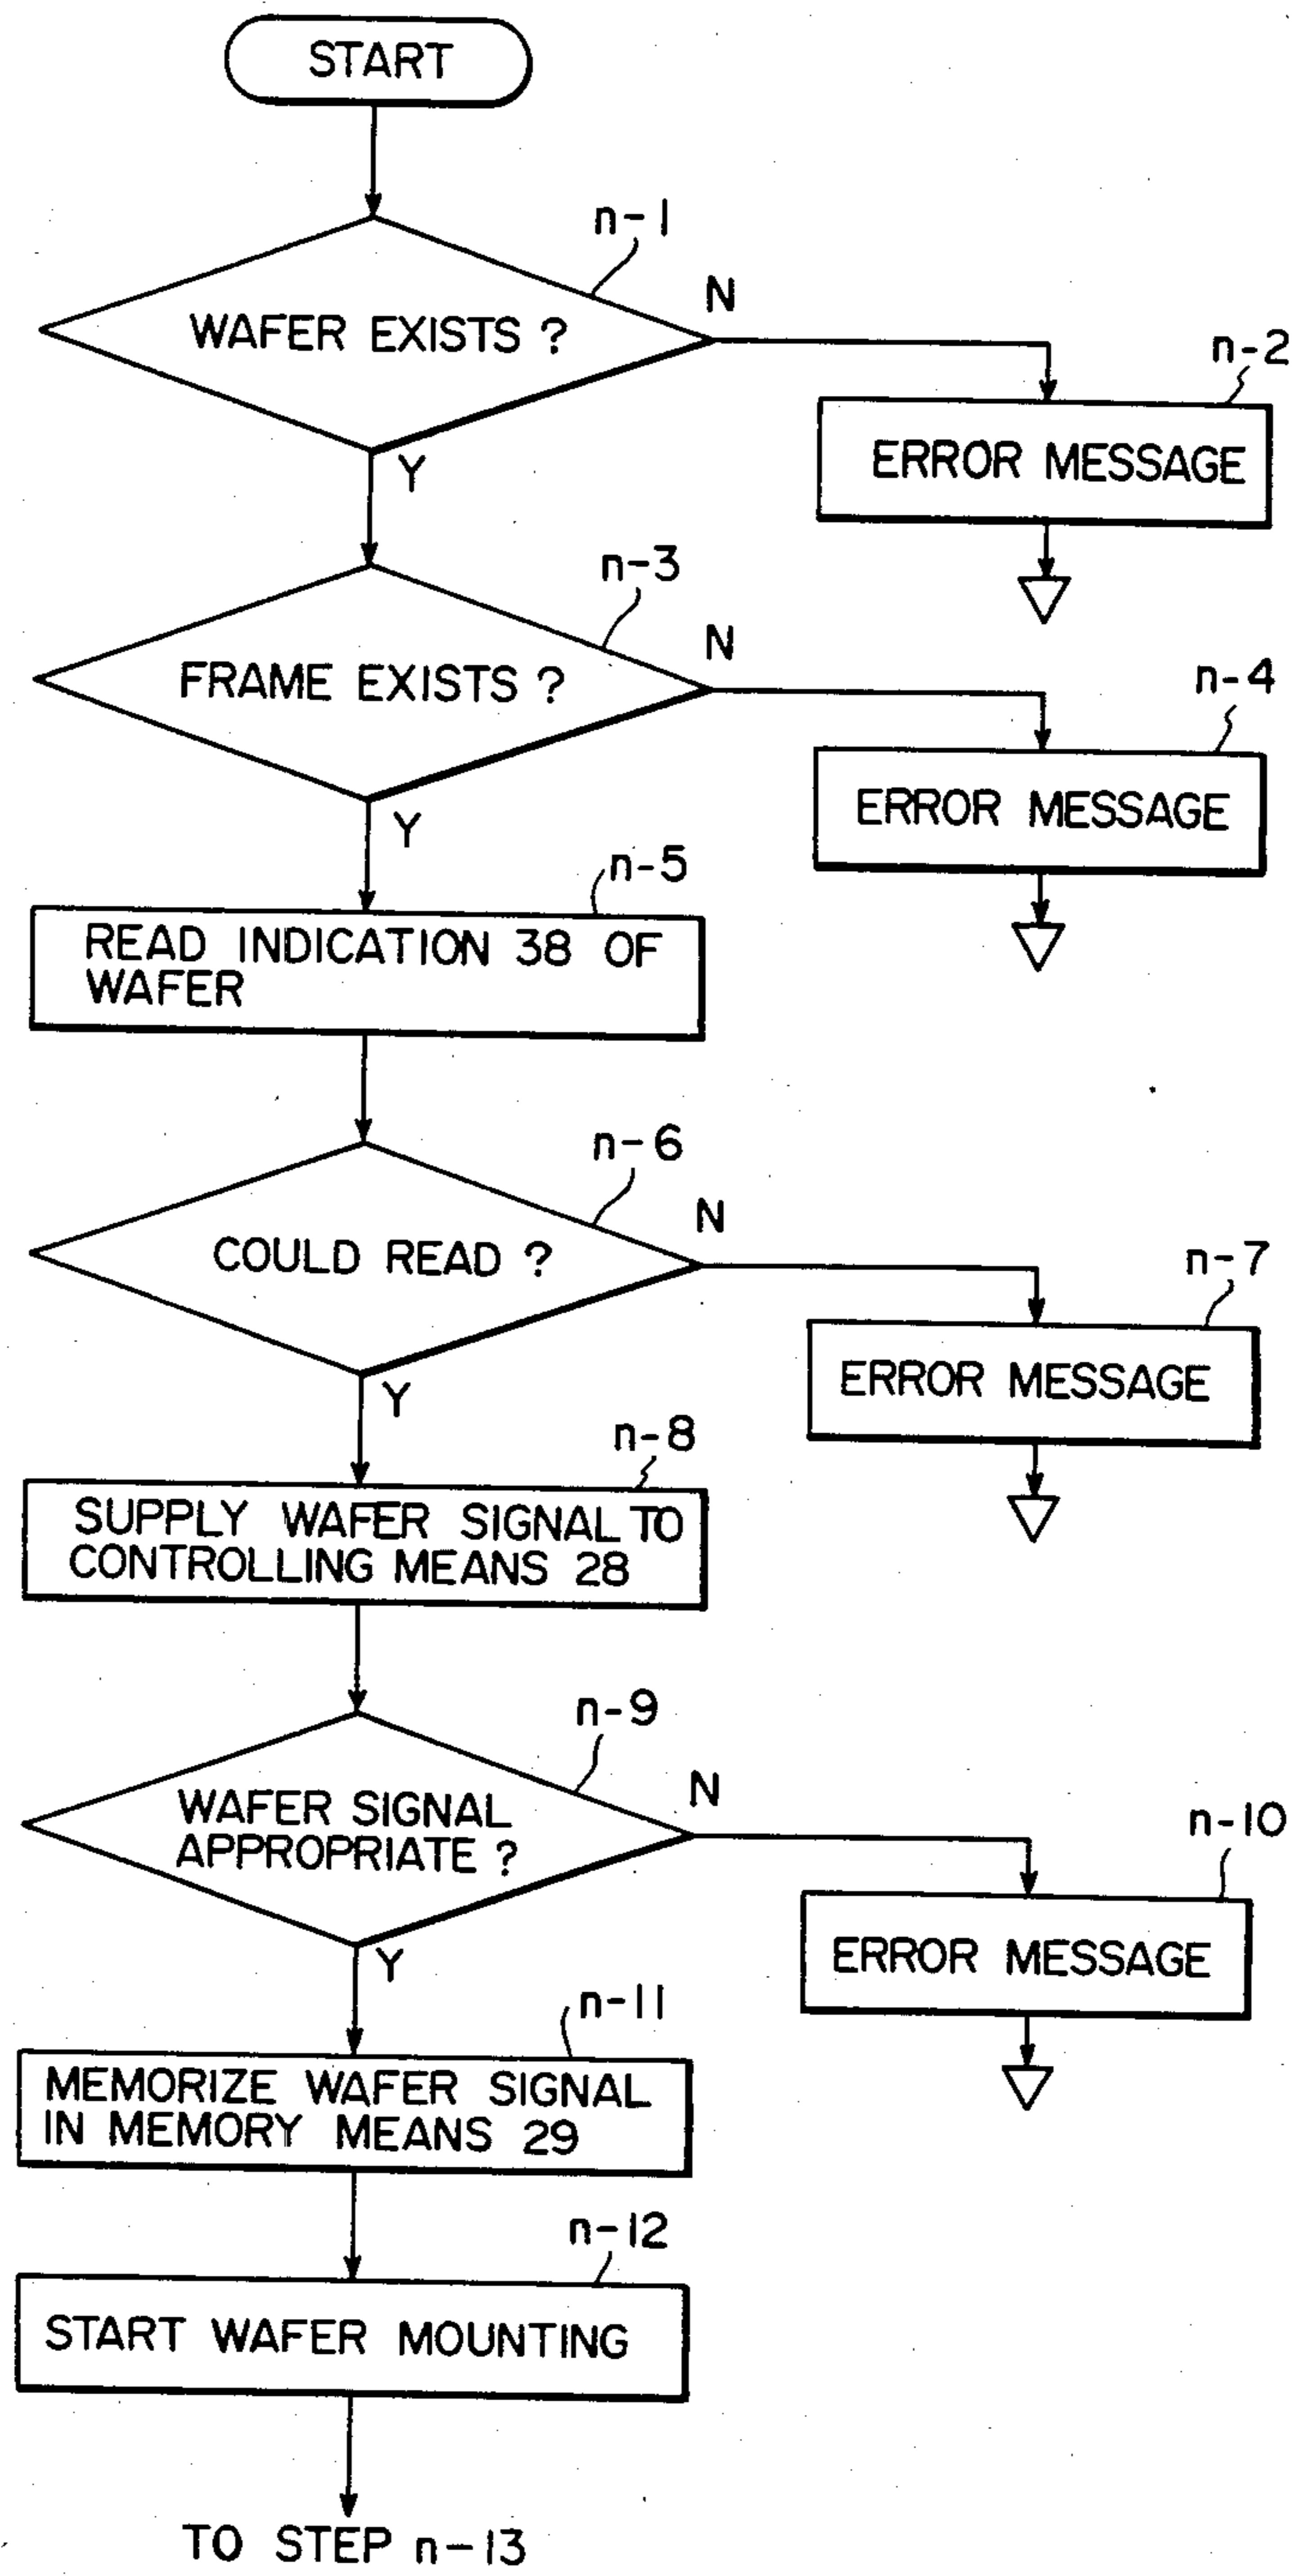 START
n-1
N
WAFER EXISTS ?
n-2
ERROR MESSAGE
Y
n-3
N
FRAME EXISTS ?
n-4
ERROR MESSAGE
Y
n-5
READ INDICATION 38 OF
WAFER
n-6
N
COULD READ ?
n-7
ERROR MESSAGE
Y
n-8
SUPPLY WAFER SIGNAL TO
CONTROLLING MEANS 28
n-9
N
WAFER SIGNAL
APPROPRIATE ?
n-10
ERROR MESSAGE
Y
n-11
MEMORIZE WAFER SIGNAL
IN MEMORY MEANS 29
n-12
START WAFER MOUNTING
TO STEP n-13